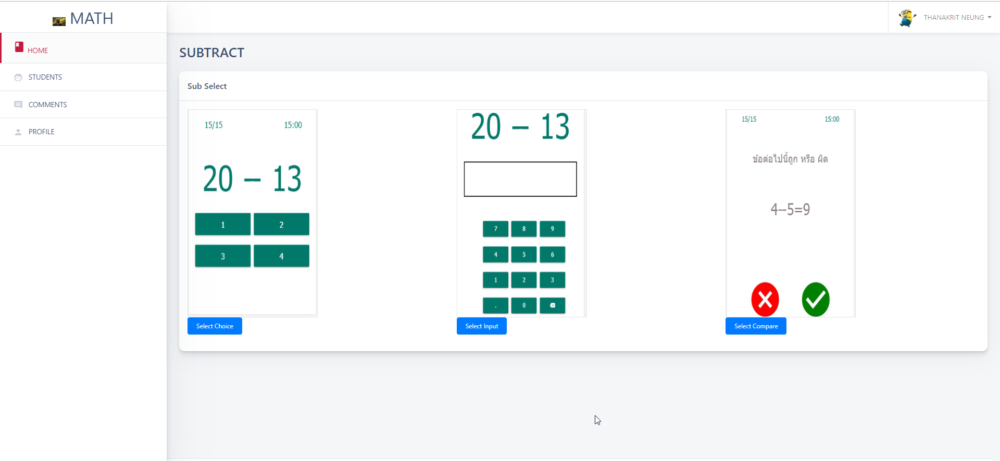 MATH
THANAKRIT NEUNG
HOME
STUDENTS
COMMENTS
PROFILE
SUBTRACT
Sub Select
15/15 15:00
20 – 13
1 2
3 4
Select Choice
20 – 13
7 8 9
4 5 6
1 2 3
. 0
Select Input
15/15 15:00
ข้อต่อไปนี้ถูก หรือ ผิด
4–5=9
Select Compare